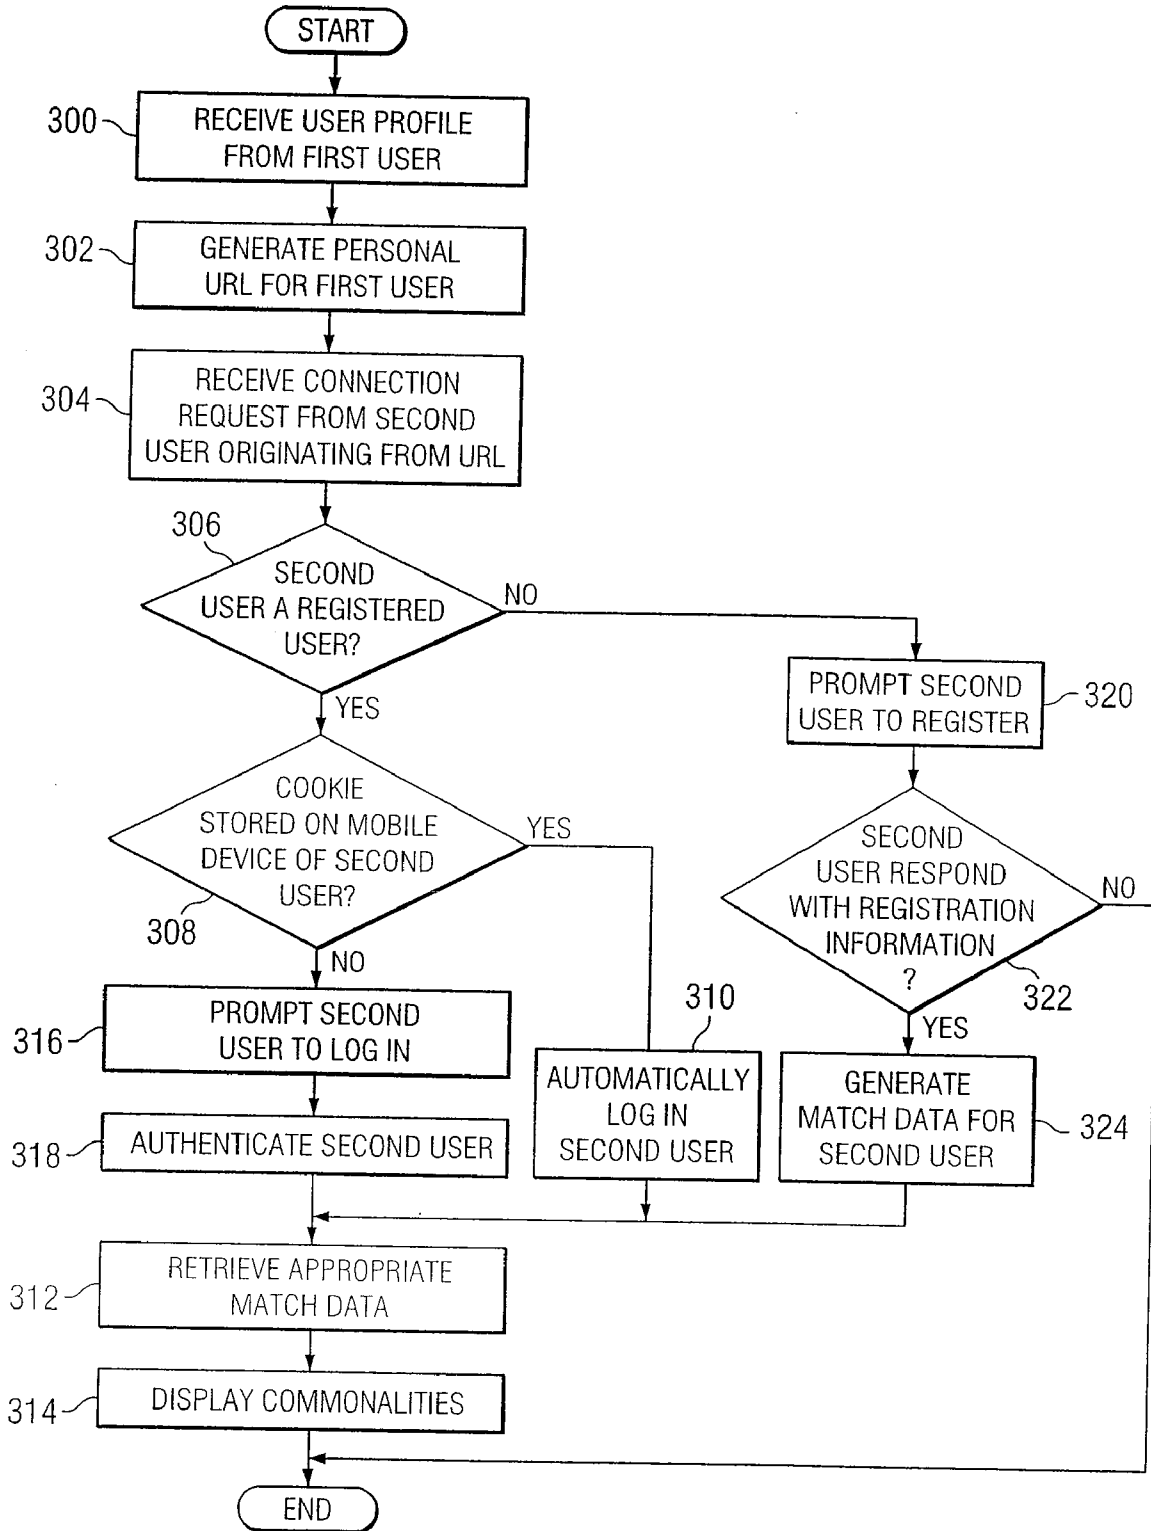 START
300
RECEIVE USER PROFILE
FROM FIRST USER
302
GENERATE PERSONAL
URL FOR FIRST USER
304
RECEIVE CONNECTION
REQUEST FROM SECOND
USER ORIGINATING FROM URL
306
SECOND
USER A REGISTERED
USER?
NO
YES
PROMPT SECOND
USER TO REGISTER
320
COOKIE
STORED ON MOBILE
DEVICE OF SECOND
USER?
308
YES
NO
SECOND
USER RESPOND
WITH REGISTRATION
INFORMATION
?
322
NO
YES
316
PROMPT SECOND
USER TO LOG IN
310
AUTOMATICALLY
LOG IN
SECOND USER
GENERATE
MATCH DATA FOR
SECOND USER
324
318
AUTHENTICATE SECOND USER
312
RETRIEVE APPROPRIATE
MATCH DATA
314
DISPLAY COMMONALITIES
END